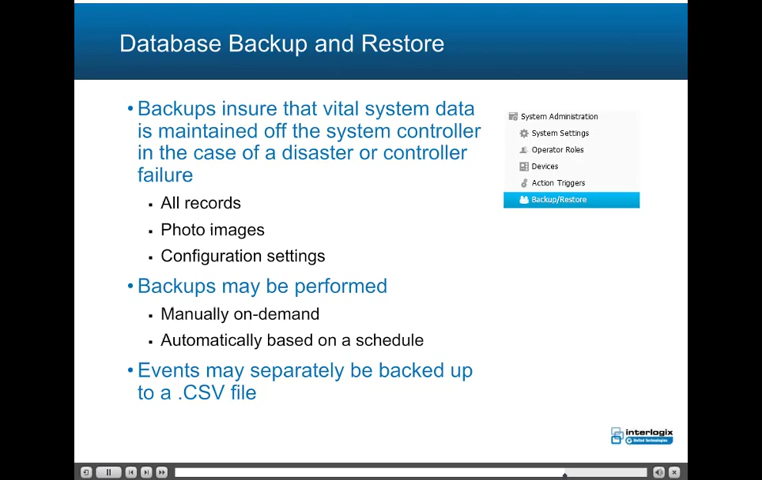 Database Backup and Restore
• Backups insure that vital system data
is maintained off the system controller
in the case of a disaster or controller
failure
▪ All records
▪ Photo images
▪ Configuration settings
• Backups may be performed
▪ Manually on-demand
▪ Automatically based on a schedule
• Events may separately be backed up
to a .CSV file
System Administration
System Settings
Operator Roles
Devices
Action Triggers
Backup/Restore
interlogix
United Technologies